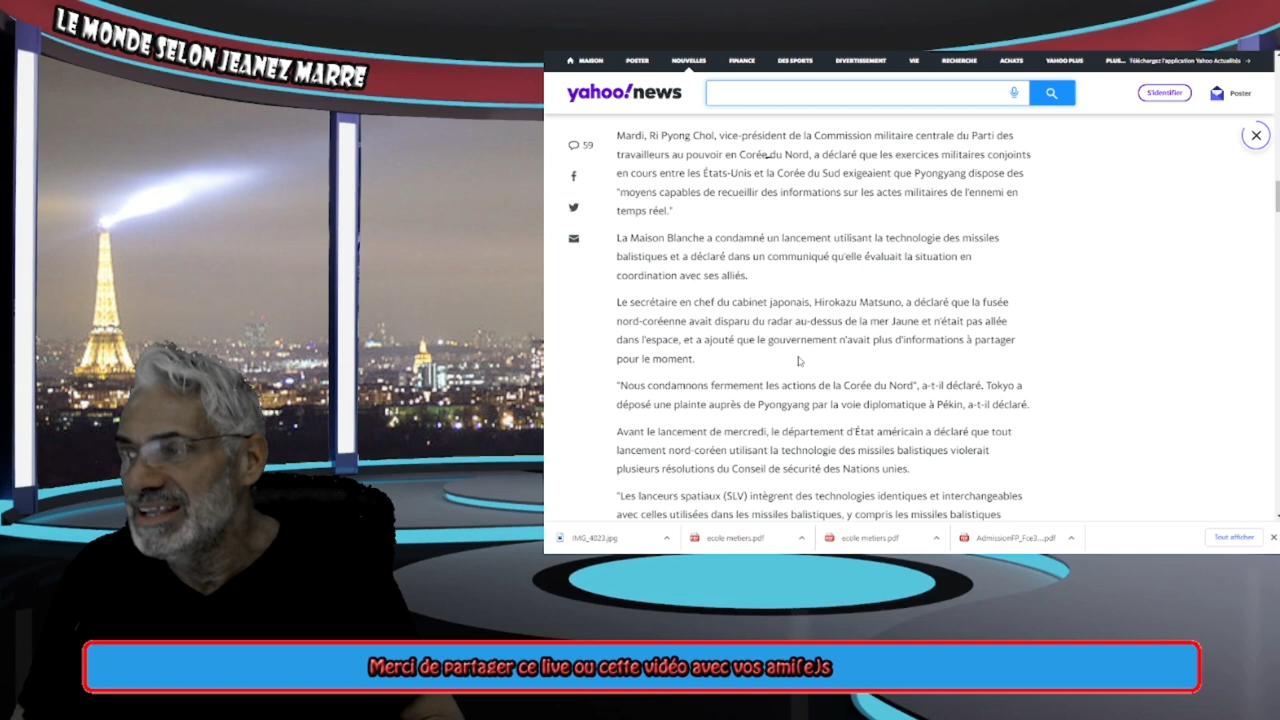 LE MONDE SELON JEANEZ MARRE
MAISON POSTER NOUVELLES FINANCE DES SPORTS DIVERTISSEMENT VIE RECHERCHE ACHATS YAHOO PLUS PLUS... Téléchargez l'application Yahoo Actualités →
yahoo!news
S'identifier
Poster
59
Mardi, Ri Pyong Chol, vice-président de la Commission militaire centrale du Parti des
travailleurs au pouvoir en Corée du Nord, a déclaré que les exercices militaires conjoints
en cours entre les États-Unis et la Corée du Sud exigeaient que Pyongyang dispose des
"moyens capables de recueillir des informations sur les actes militaires de l'ennemi en
temps réel."
La Maison Blanche a condamné un lancement utilisant la technologie des missiles
balistiques et a déclaré dans un communiqué qu'elle évaluait la situation en
coordination avec ses alliés.
Le secrétaire en chef du cabinet japonais, Hirokazu Matsuno, a déclaré que la fusée
nord-coréenne avait disparu du radar au-dessus de la mer Jaune et n'était pas allée
dans l'espace, et a ajouté que le gouvernement n'avait plus d'informations à partager
pour le moment.
"Nous condamnons fermement les actions de la Corée du Nord", a-t-il déclaré. Tokyo a
déposé une plainte auprès de Pyongyang par la voie diplomatique à Pékin, a-t-il déclaré.
Avant le lancement de mercredi, le département d'État américain a déclaré que tout
lancement nord-coréen utilisant la technologie des missiles balistiques violerait
plusieurs résolutions du Conseil de sécurité des Nations unies.
"Les lanceurs spatiaux (SLV) intègrent des technologies identiques et interchangeables
avec celles utilisées dans les missiles balistiques, y compris les missiles balistiques
IMG_4023.jpg
ecole metiers.pdf
ecole metiers.pdf
AdmissionFP_Fce3....pdf
Tout afficher
Merci de partager ce live ou cette vidéo avec vos ami(e)s